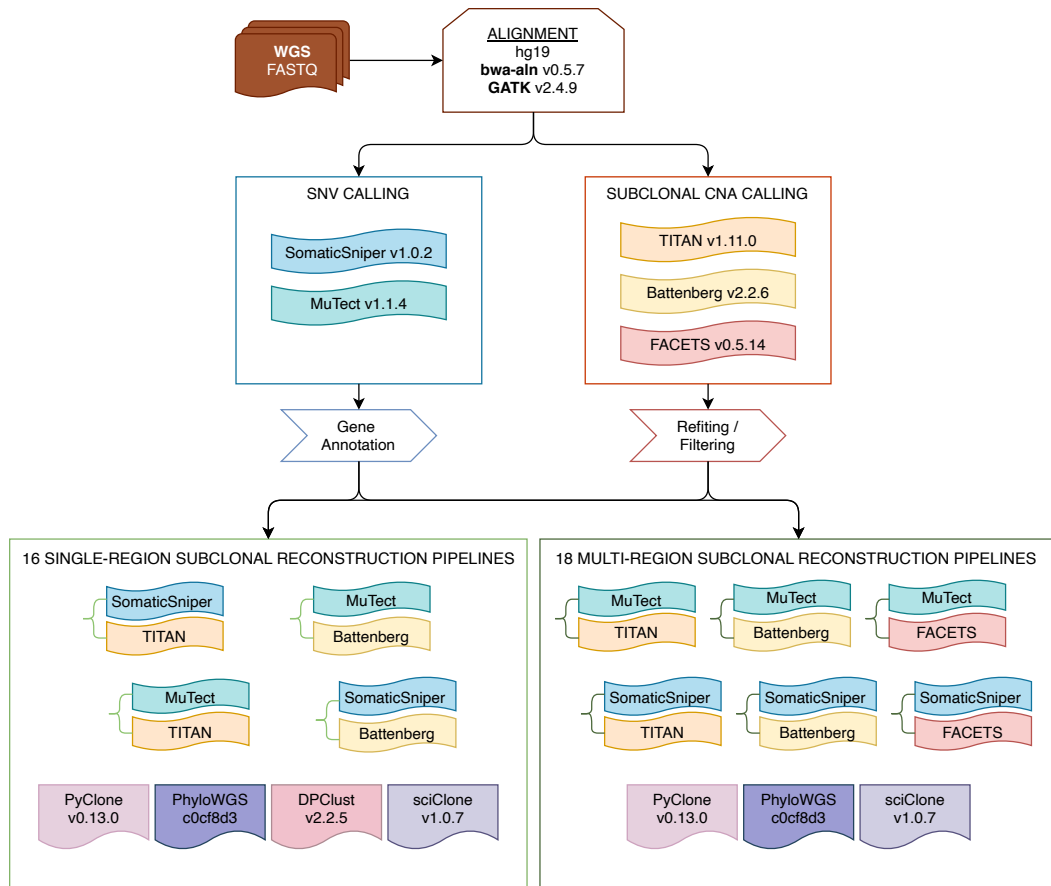 WGS
FASTQ
ALIGNMENT
hg19
bwa-aln v0.5.7
GATK v2.4.9
SNV CALLING
SomaticSniper v1.0.2
MuTect v1.1.4
SUBCLONAL CNA CALLING
TITAN v1.11.0
Battenberg v2.2.6
FACETS v0.5.14
Gene
Annotation
Refiting /
Filtering
16 SINGLE-REGION SUBCLONAL RECONSTRUCTION PIPELINES
SomaticSniper
TITAN
MuTect
Battenberg
MuTect
TITAN
SomaticSniper
Battenberg
PyClone
v0.13.0
PhyloWGS
c0cf8d3
DPClust
v2.2.5
sciClone
v1.0.7
18 MULTI-REGION SUBCLONAL RECONSTRUCTION PIPELINES
MuTect
TITAN
MuTect
Battenberg
MuTect
FACETS
SomaticSniper
TITAN
SomaticSniper
Battenberg
SomaticSniper
FACETS
PyClone
v0.13.0
PhyloWGS
c0cf8d3
sciClone
v1.0.7